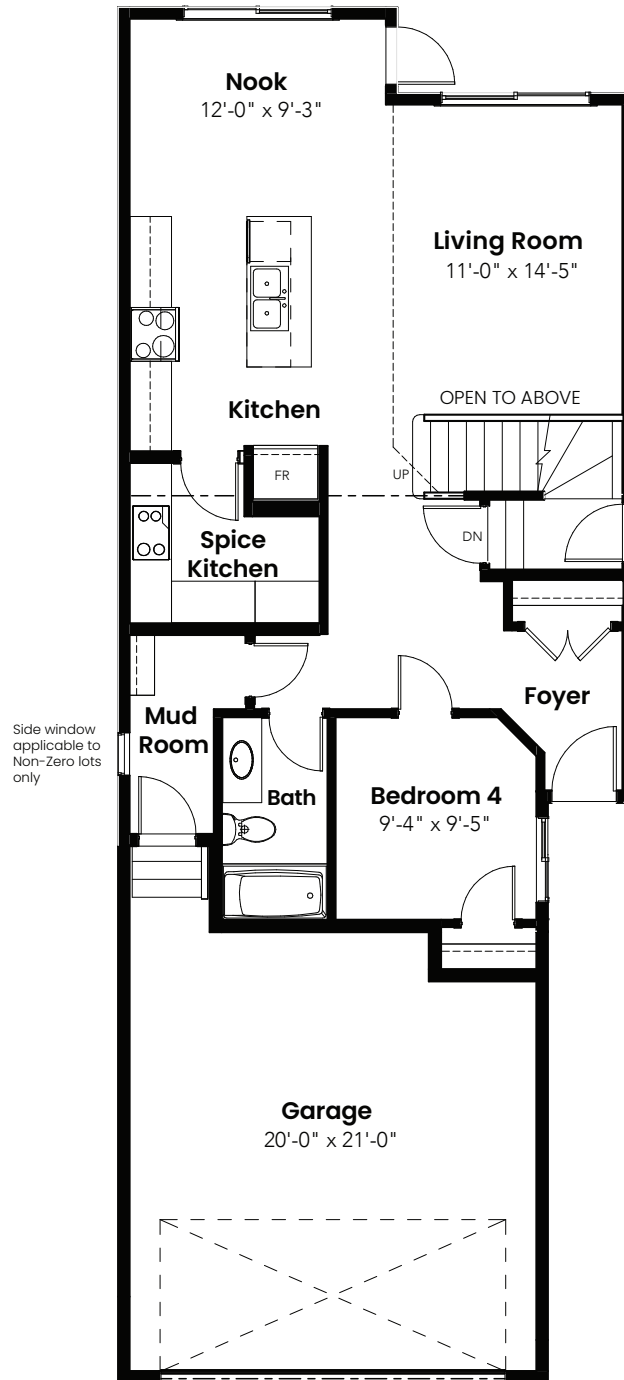 Nook
12'-0" x 9'-3"
Living Room
11'-0" x 14'-5"
OPEN TO ABOVE
Kitchen
UP
FR
DN
Spice
Kitchen
Foyer
Mud
Room
Side window
applicable to
Non-Zero lots
only
Bath
Bedroom 4
9'-4" x 9'-5"
Garage
20'-0" x 21'-0"